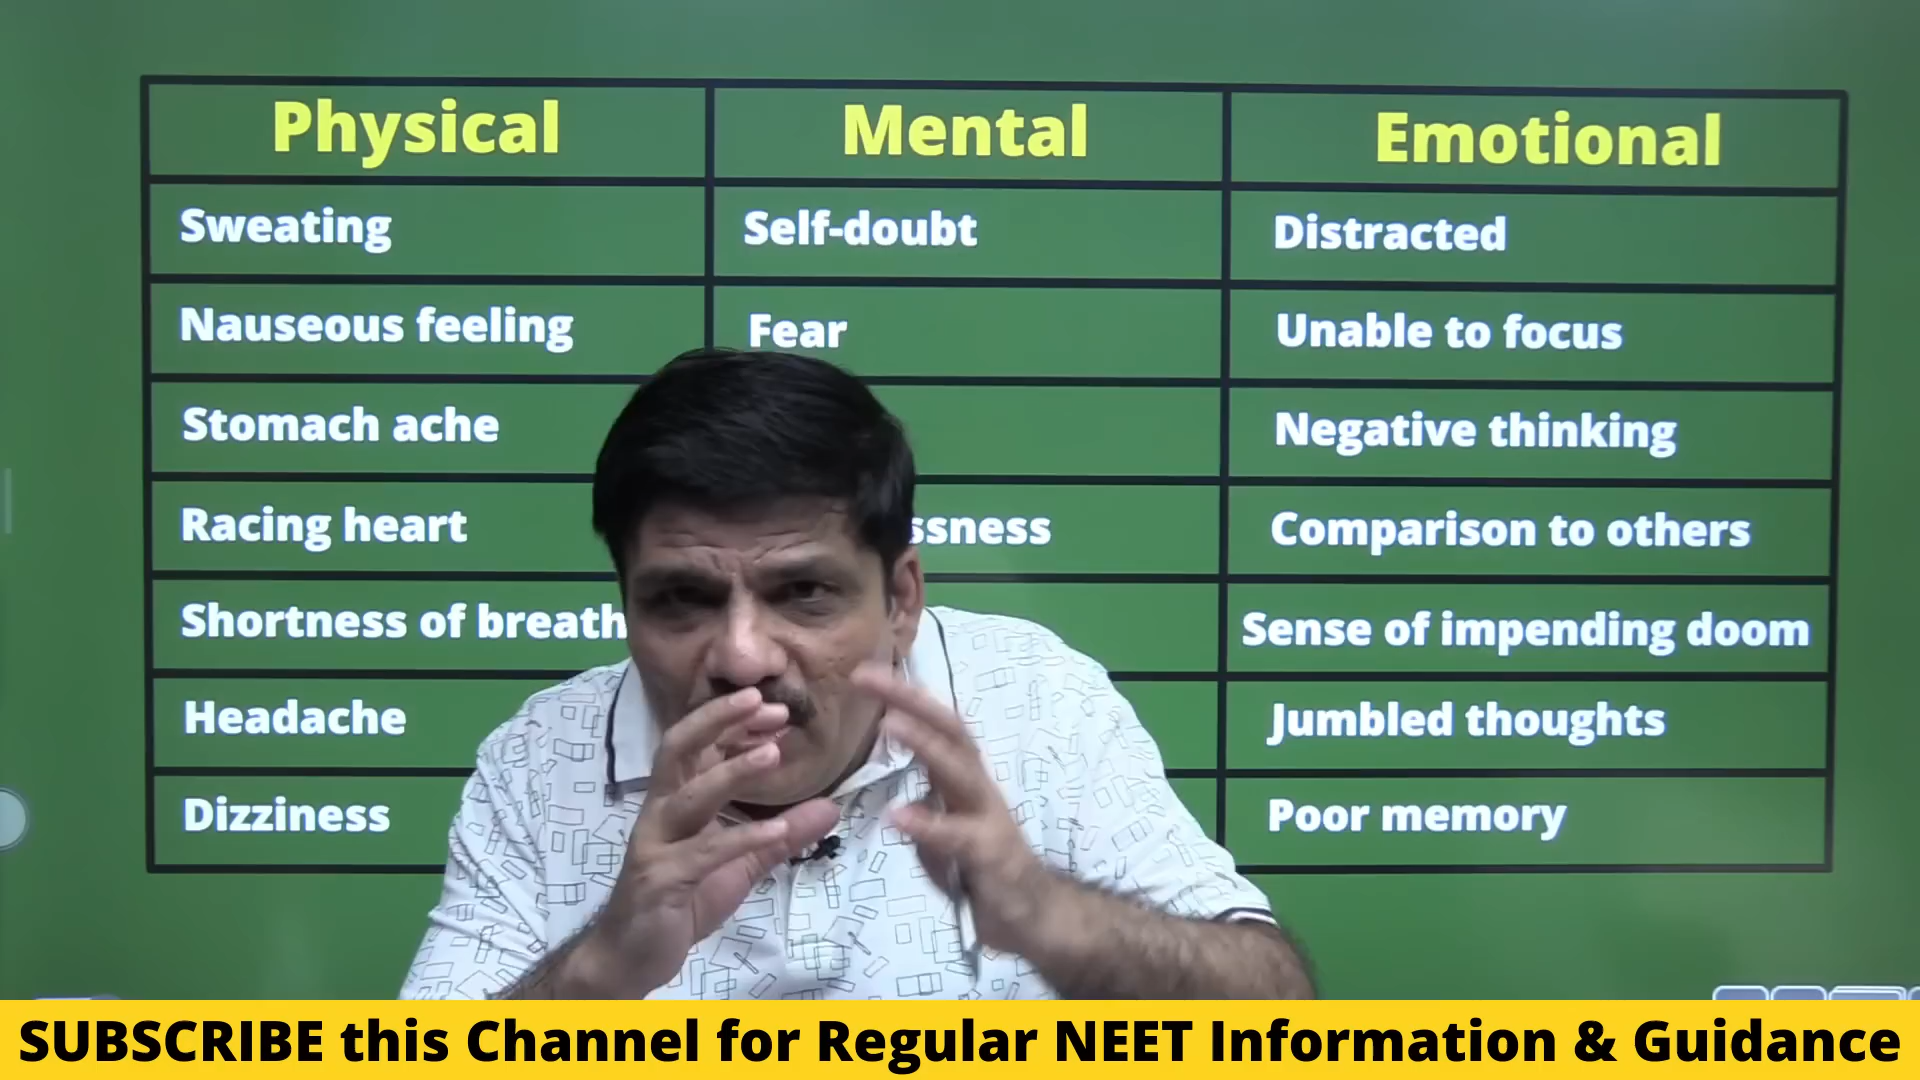 Physical Mental Emotional
Sweating Self-doubt Distracted
Nauseous feeling Fear Unable to focus
Stomach ache Negative thinking
Racing heart Comparison to others
Shortness of breath Sense of impending doom
Headache Jumbled thoughts
Dizziness Poor memory
SUBSCRIBE this Channel for Regular NEET Information & Guidance